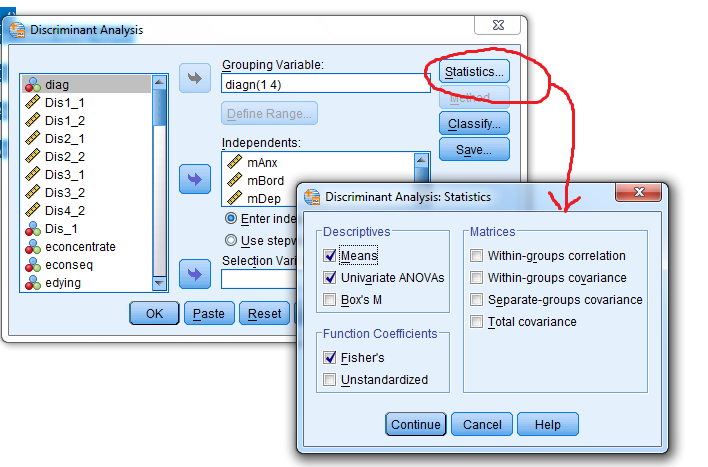 Discriminant Analysis
diag
Dis1_1
Dis1_2
Dis2_1
Dis2_2
Dis3_1
Dis3_2
Dis4_2
Dis_1
econcentrate
econseq
edying
Grouping Variable:
diagn(1 4)
Define Range...
Independents:
mAnx
mBord
mDep
Enter inde
Use stepw
Selection Varia
Statistics...
Method...
Classify...
Save...
OK
Paste
Reset
Discriminant Analysis: Statistics
Descriptives
Means
Univariate ANOVAs
Box's M
Function Coefficients
Fisher's
Unstandardized
Matrices
Within-groups correlation
Within-groups covariance
Separate-groups covariance
Total covariance
Continue
Cancel
Help